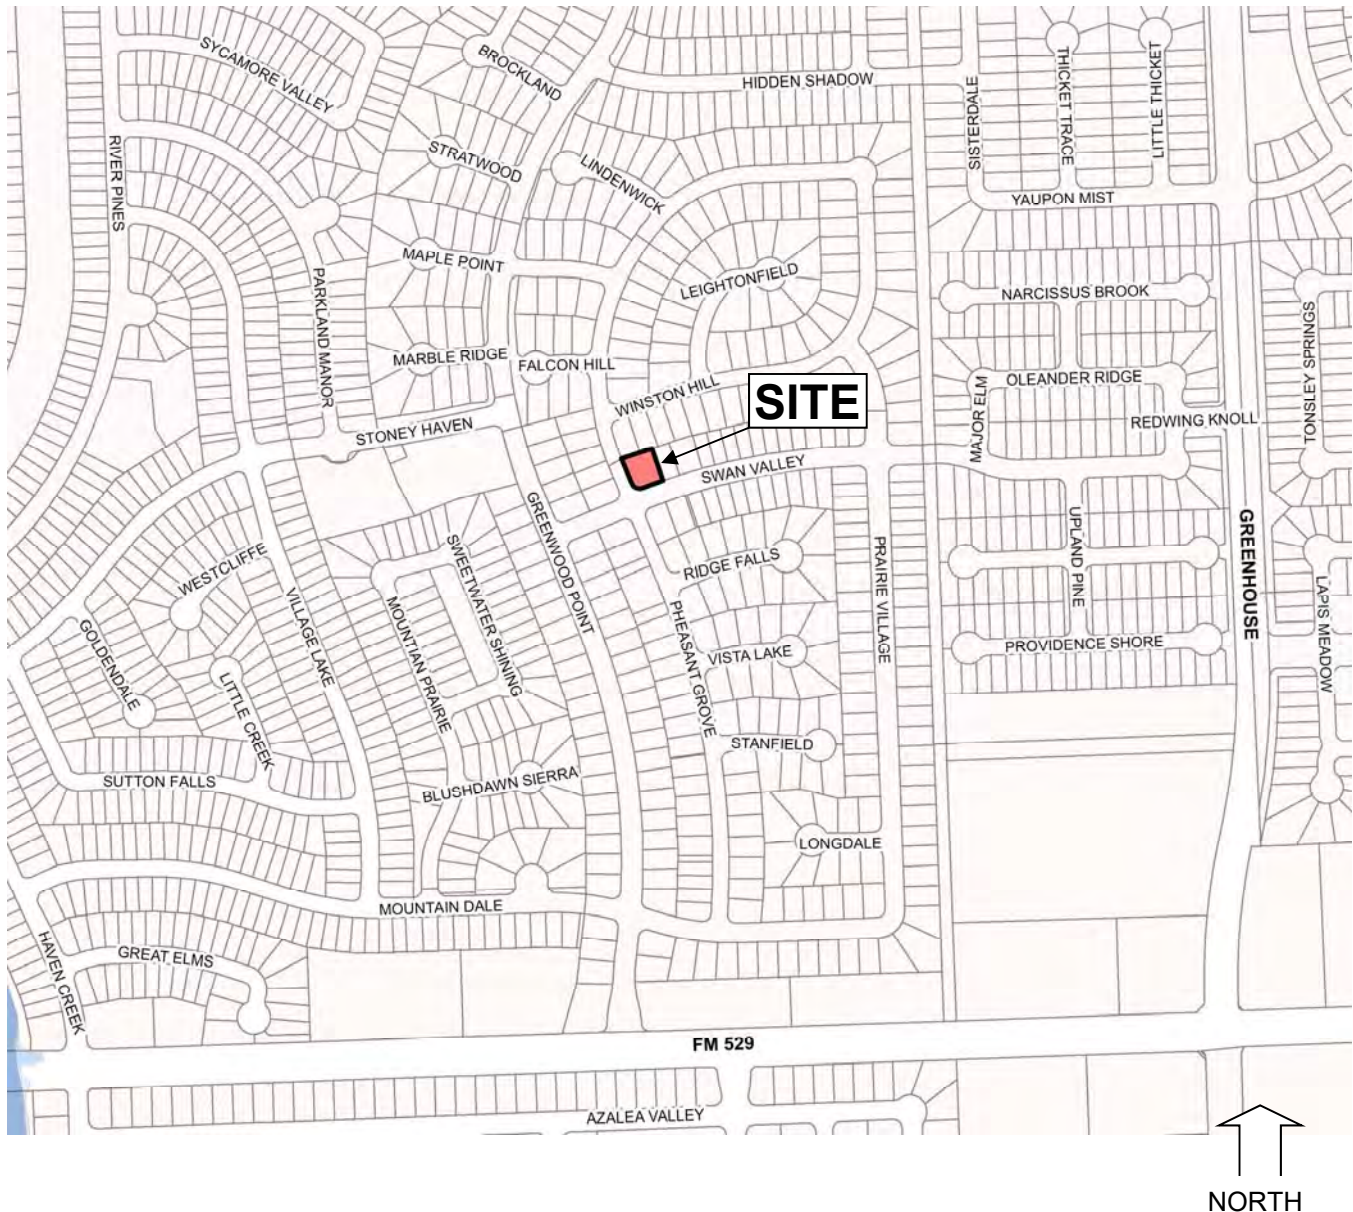 SYCAMORE VALLEY
BROCKLAND
HIDDEN SHADOW
SISTERDALE
THICKET TRACE
LITTLE THICKET
RIVER PINES
STRATWOOD
LINDENWICK
YAUPON MIST
MAPLE POINT
LEIGHTONFIELD
NARCISSUS BROOK
PARKLAND MANOR
TONSLEY SPRINGS
MARBLE RIDGE
FALCON HILL
WINSTON HILL
SITE
MAJOR ELM
OLEANDER RIDGE
REDWING KNOLL
STONEY HAVEN
SWAN VALLEY
GREENWOOD POINT
UPLAND PINE
GREENHOUSE
WESTCLIFFE
SWEETWATER SHINING
RIDGE FALLS
PRAIRIE VILLAGE
LAPIS MEADOW
GOLDENDALE
VILLAGE LAKE
MOUNTIAN PRAIRIE
PHEASANT GROVE
VISTA LAKE
PROVIDENCE SHORE
LITTLE CREEK
STANFIELD
SUTTON FALLS
BLUSHDAWN SIERRA
LONGDALE
MOUNTAIN DALE
HAVEN CREEK
GREAT ELMS
FM 529
AZALEA VALLEY
NORTH